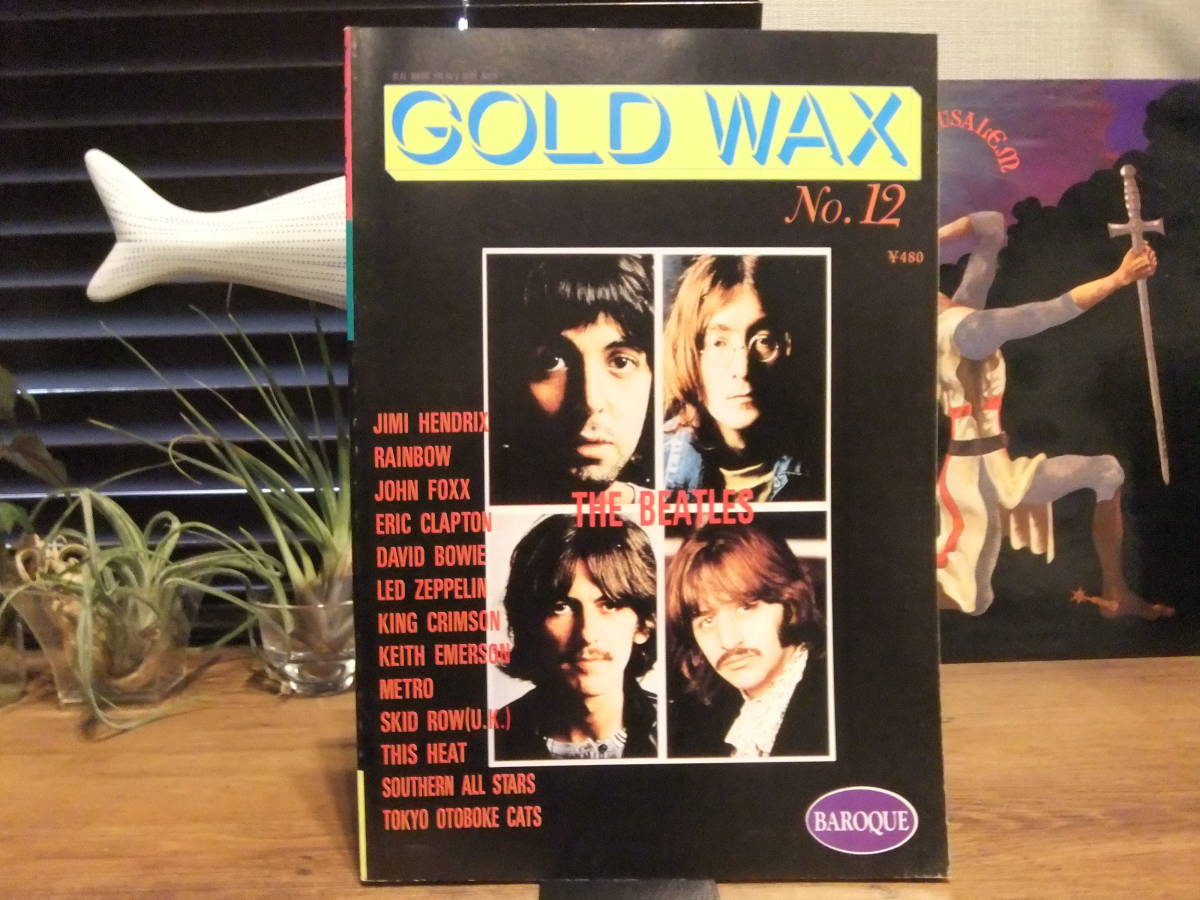 GOLD WAX
No. 12
¥480
JIMI HENDRIX
RAINBOW
JOHN FOXX
ERIC CLAPTON
THE BEATLES
DAVID BOWIE
LED ZEPPELIN
KING CRIMSON
KEITH EMERSON
METRO
SKID ROW(U.K.)
THIS HEAT
SOUTHERN ALL STARS
TOKYO OTOBOKE CATS
BAROQUE
USALEM